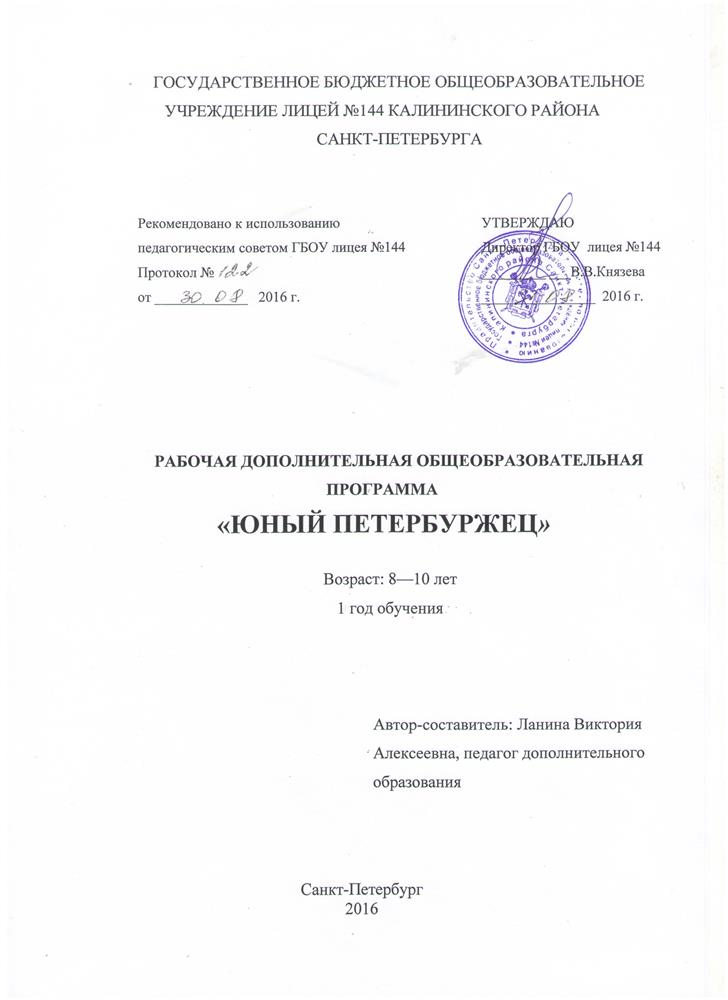 ГОСУДАРСТВЕННОЕ БЮДЖЕТНОЕ ОБЩЕОБРАЗОВАТЕЛЬНОЕ
УЧРЕЖДЕНИЕ ЛИЦЕЙ №144 КАЛИНИНСКОГО РАЙОНА
САНКТ-ПЕТЕРБУРГА
Рекомендовано к использованию
педагогическим советом ГБОУ лицея №144
Протокол № 122
от 30 08 2016 г.
УТВЕРЖДАЮ
Директор ГБОУ лицея №144
В.В.Князева
08. 2016 г.
РАБОЧАЯ ДОПОЛНИТЕЛЬНАЯ ОБЩЕОБРАЗОВАТЕЛЬНАЯ
ПРОГРАММА
«ЮНЫЙ ПЕТЕРБУРЖЕЦ»
Возраст: 8—10 лет
1 год обучения
Автор-составитель: Ланина Виктория
Алексеевна, педагог дополнительного
образования
Санкт-Петербург
2016